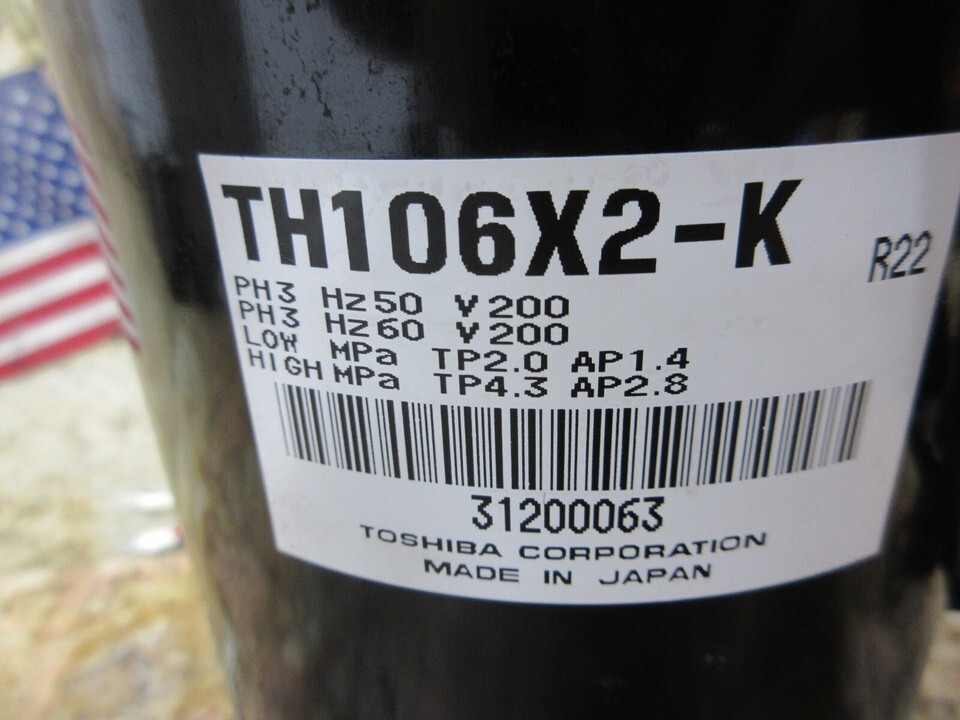 TH106X2-K
R22
PH3 Hz50 V200
PH3 Hz60 V200
LOW MPa TP2.0 AP1.4
HIGH MPa TP4.3 AP2.8
31200063
TOSHIBA CORPORATION
MADE IN JAPAN